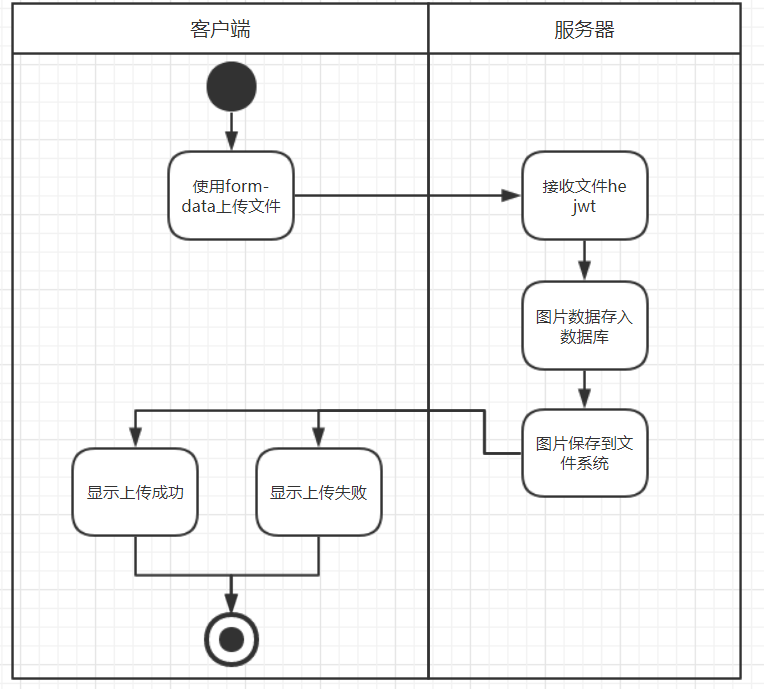 客户端
服务器
使用form-
data上传文件
接收文件he
jwt
图片数据存入
数据库
图片保存到文
件系统
显示上传成功
显示上传失败